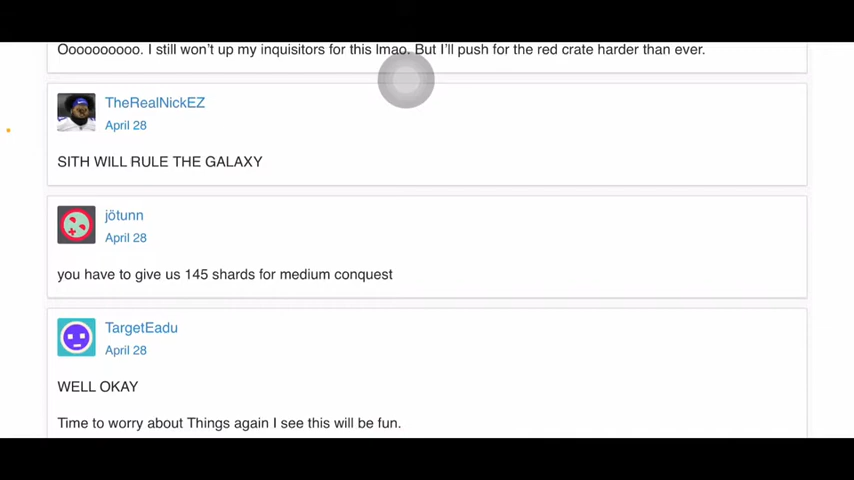 Ooooooooooo. I still won't up my inquisitors for this lmao. But I'll push for the red crate harder than ever.
TheRealNickEZ
April 28
SITH WILL RULE THE GALAXY
jötunn
April 28
you have to give us 145 shards for medium conquest
TargetEadu
April 28
WELL OKAY
Time to worry about Things again I see this will be fun.